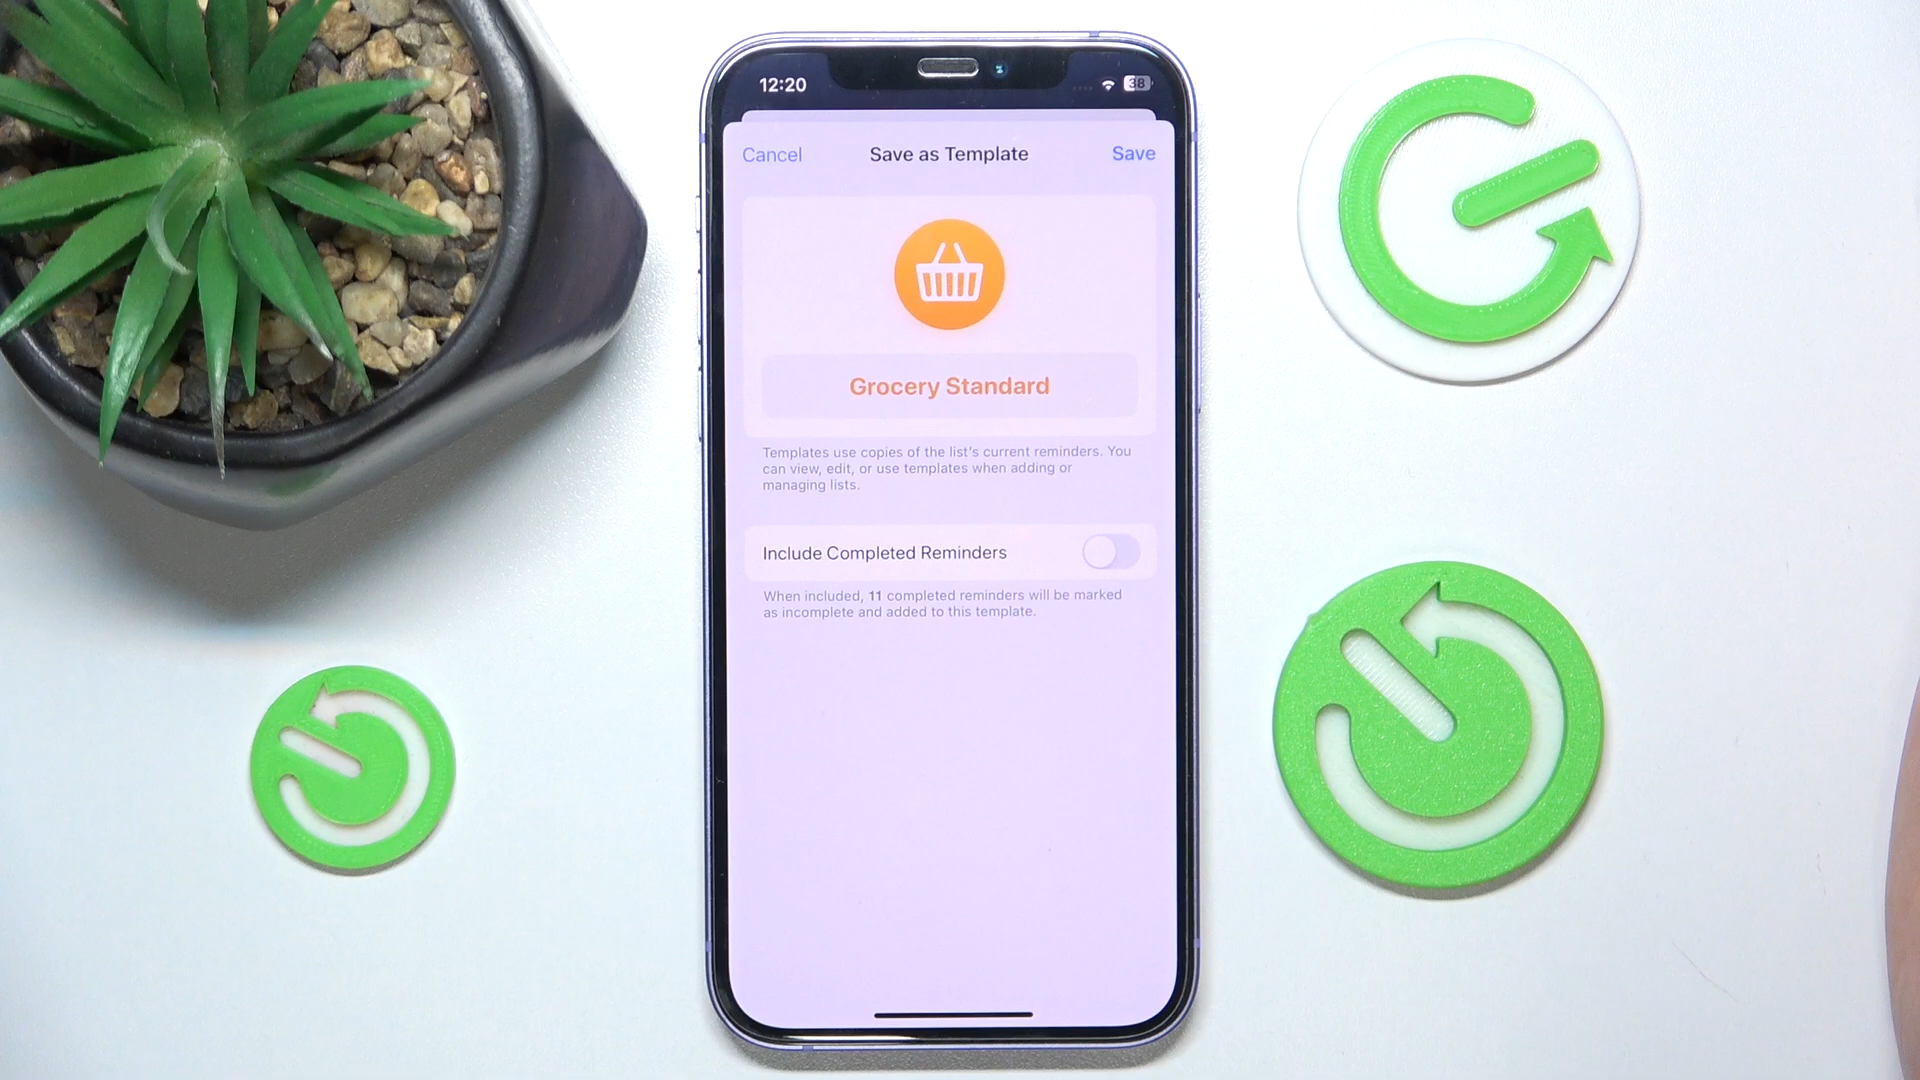 12:20
38
Cancel
Save as Template
Save
Grocery Standard
Templates use copies of the list's current reminders. You
can view, edit, or use templates when adding or
managing lists.
Include Completed Reminders
When included, 11 completed reminders will be marked
as incomplete and added to this template.